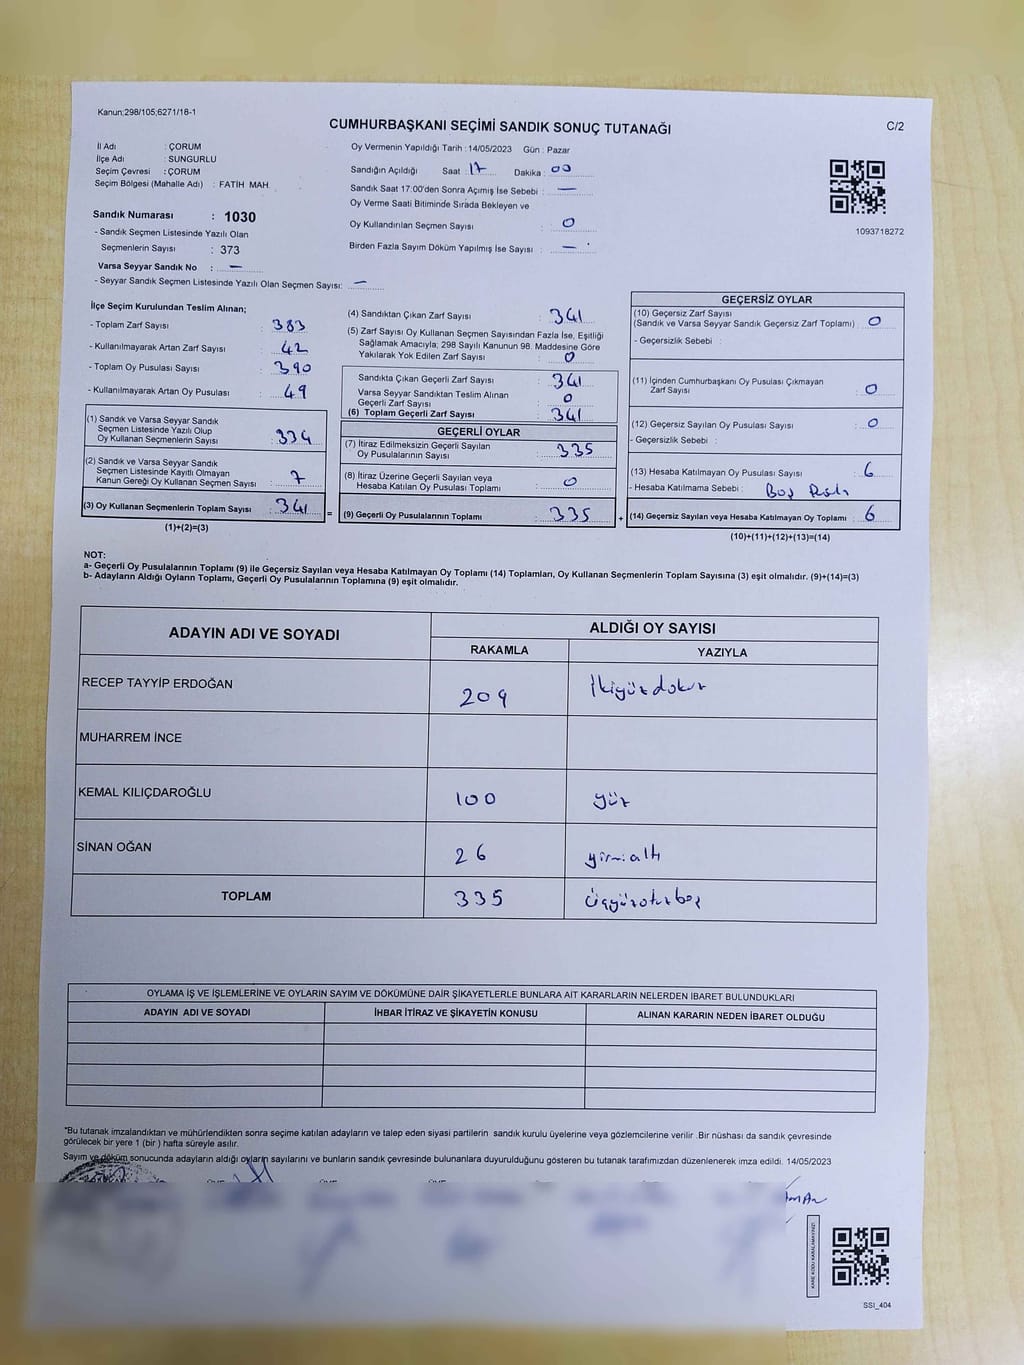 Kanun;298/105;6271/18-1
CUMHURBAŞKANI SEÇİMİ SANDIK SONUÇ TUTANAĞI
C/2
İl Adı : ÇORUM
İlçe Adı : SUNGURLU
Seçim Çevresi : ÇORUM
Seçim Bölgesi (Mahalle Adı) : FATİH MAH.
Sandık Numarası : 1030
- Sandık Seçmen Listesinde Yazılı Olan
Seçmenlerin Sayısı : 373
Varsa Seyyar Sandık No : —
- Seyyar Sandık Seçmen Listesinde Yazılı Olan Seçmen Sayısı: —
Oy Vermenin Yapıldığı Tarih : 14/05/2023 Gün : Pazar
Sandığın Açıldığı Saat : 17 Dakika : 00
Sandık Saat 17:00'den Sonra Açımış İse Sebebi : —
Oy Verme Saati Bitiminde Sırada Bekleyen ve
Oy Kullandırılan Seçmen Sayısı : 0
Birden Fazla Sayım Döküm Yapılmış İse Sayısı : —
1093718272
İlçe Seçim Kurulundan Teslim Alınan;
- Toplam Zarf Sayısı : 383
- Kullanılmayarak Artan Zarf Sayısı : 42
- Toplam Oy Pusulası Sayısı : 390
- Kullanılmayarak Artan Oy Pusulası : 49
(1) Sandık ve Varsa Seyyar Sandık
Seçmen Listesinde Yazılı Olup
Oy Kullanan Seçmenlerin Sayısı : 334
(2) Sandık ve Varsa Seyyar Sandık
Seçmen Listesinde Kayıtlı Olmayan
Kanun Gereği Oy Kullanan Seçmen Sayısı : 7
(3) Oy Kullanan Seçmenlerin Toplam Sayısı : 341 =
(1)+(2)=(3)
(4) Sandıktan Çıkan Zarf Sayısı : 341
(5) Zarf Sayısı Oy Kullanan Seçmen Sayısından Fazla İse, Eşitliği
Sağlamak Amacıyla; 298 Sayılı Kanunun 98. Maddesine Göre
Yakılarak Yok Edilen Zarf Sayısı : 0
Sandıkta Çıkan Geçerli Zarf Sayısı : 341
Varsa Seyyar Sandıktan Teslim Alınan
Geçerli Zarf Sayısı : 0
(6) Toplam Geçerli Zarf Sayısı : 341
GEÇERLİ OYLAR
(7) İtiraz Edilmeksizin Geçerli Sayılan
Oy Pusulalarının Sayısı : 335
(8) İtiraz Üzerine Geçerli Sayılan veya
Hesaba Katılan Oy Pusulası Toplamı : 0
(9) Geçerli Oy Pusulalarının Toplamı : 335 +
GEÇERSİZ OYLAR
(10) Geçersiz Zarf Sayısı
(Sandık ve Varsa Seyyar Sandık Geçersiz Zarf Toplamı) : 0
- Geçersizlik Sebebi :
(11) İçinden Cumhurbaşkanı Oy Pusulası Çıkmayan
Zarf Sayısı : 0
(12) Geçersiz Sayılan Oy Pusulası Sayısı : 0
- Geçersizlik Sebebi :
(13) Hesaba Katılmayan Oy Pusulası Sayısı : 6
- Hesaba Katılmama Sebebi : Boş
(14) Geçersiz Sayılan veya Hesaba Katılmayan Oy Toplamı : 6
(10)+(11)+(12)+(13)=(14)
NOT:
a- Geçerli Oy Pusulalarının Toplamı (9) ile Geçersiz Sayılan veya Hesaba Katılmayan Oy Toplamı (14) Toplamları, Oy Kullanan Seçmenlerin Toplam Sayısına (3) eşit olmalıdır. (9)+(14)=(3)
b- Adayların Aldığı Oyların Toplamı, Geçerli Oy Pusulalarının Toplamına (9) eşit olmalıdır.
ADAYIN ADI VE SOYADI
ALDIĞI OY SAYISI
RAKAMLA YAZIYLA
RECEP TAYYİP ERDOĞAN 209 İkiyüzdokuz
MUHARREM İNCE
KEMAL KILIÇDAROĞLU 100 yüz
SİNAN OĞAN 26 yirmialtı
TOPLAM 335 üçyüzotuzbeş
OYLAMA İŞ VE İŞLEMLERİNE VE OYLARIN SAYIM VE DÖKÜMÜNE DAİR ŞİKAYETLERLE BUNLARA AİT KARARLARIN NELERDEN İBARET BULUNDUKLARI
ADAYIN ADI VE SOYADI İHBAR İTİRAZ VE ŞİKAYETİN KONUSU ALINAN KARARIN NEDEN İBARET OLDUĞU
"Bu tutanak imzalandıktan ve mühürlendikten sonra seçime katılan adayların ve talep eden siyasi partilerin sandık kurulu üyelerine veya gözlemcilerine verilir .Bir nüshası da sandık çevresinde
görülecek bir yere 1 (bir ) hafta süreyle asılır.
Sayım ve döküm sonucunda adayların aldığı oyların sayılarını ve bunların sandık çevresinde bulunanlara duyurulduğunu gösteren bu tutanak tarafımızdan düzenlenerek imza edildi. 14/05/2023
SSI_404